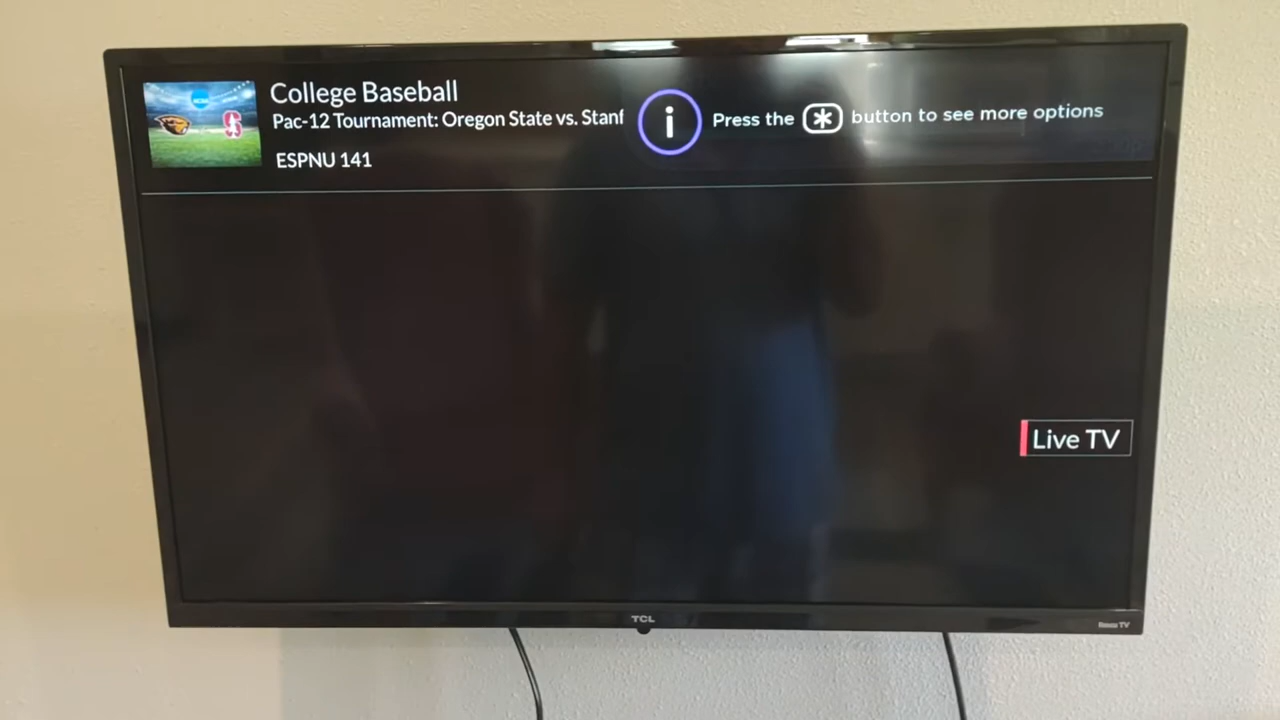 College Baseball
Pac-12 Tournament: Oregon State vs. Stanf
ESPNU 141
i
Press the * button to see more options
Live TV
TCL
Roku TV